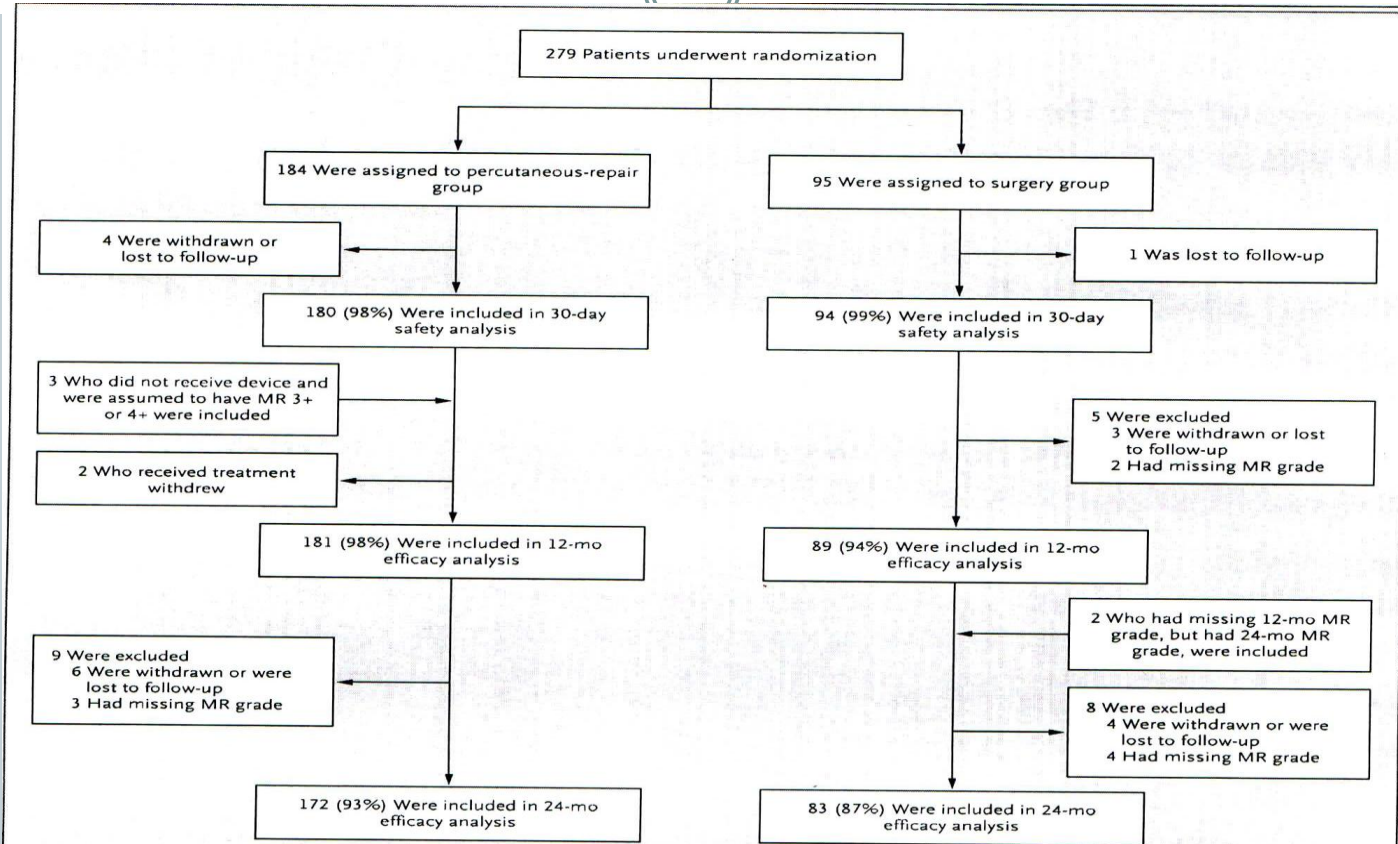 279 Patients underwent randomization
184 Were assigned to percutaneous-repair
group
95 Were assigned to surgery group
4 Were withdrawn or
lost to follow-up
1 Was lost to follow-up
180 (98%) Were included in 30-day
safety analysis
94 (99%) Were included in 30-day
safety analysis
3 Who did not receive device and
were assumed to have MR 3+
or 4+ were included
5 Were excluded
3 Were withdrawn or lost
to follow-up
2 Had missing MR grade
2 Who received treatment
withdrew
181 (98%) Were included in 12-mo
efficacy analysis
89 (94%) Were included in 12-mo
efficacy analysis
2 Who had missing 12-mo MR
grade, but had 24-mo MR
grade, were included
9 Were excluded
6 Were withdrawn or were
lost to follow-up
3 Had missing MR grade
8 Were excluded
4 Were withdrawn or were
lost to follow-up
4 Had missing MR grade
172 (93%) Were included in 24-mo
efficacy analysis
83 (87%) Were included in 24-mo
efficacy analysis